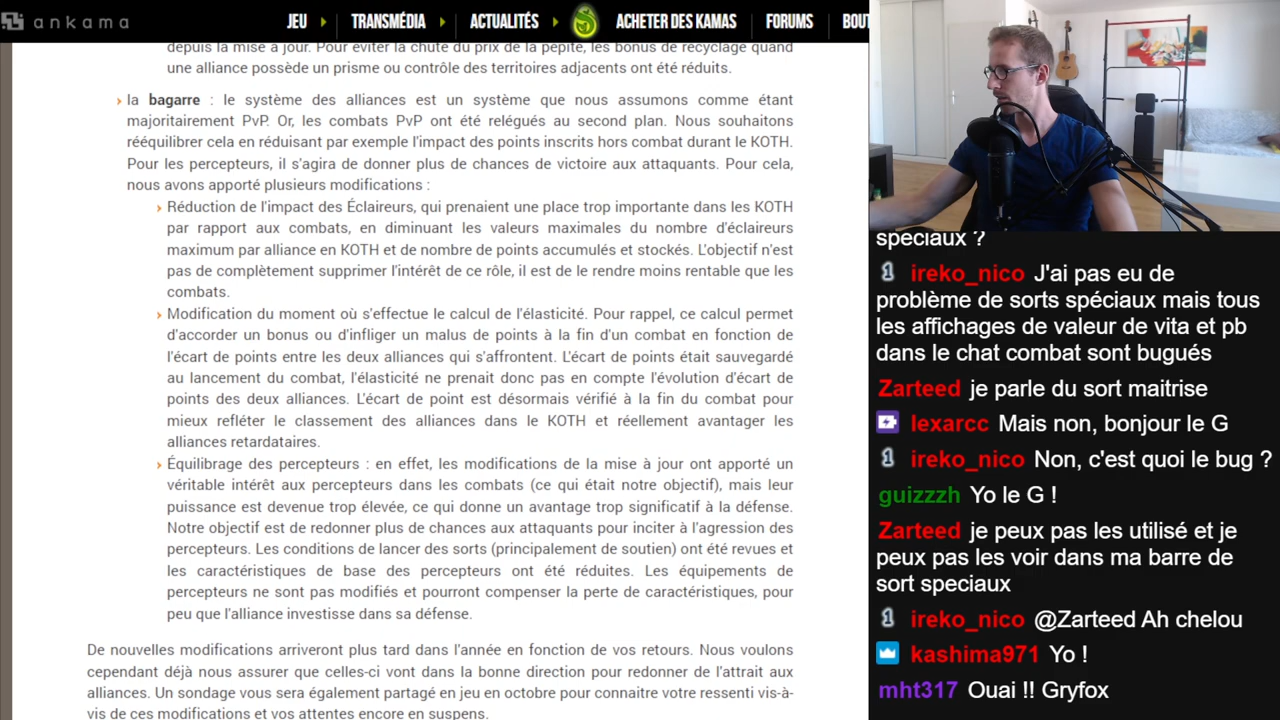 ankama
JEU TRANSMÉDIA ACTUALITÉS ACHETER DES KAMAS FORUMS BOUT
depuis la mise à jour. Pour éviter la chute du prix de la pépite, les bonus de recyclage quand
une alliance possède un prisme ou contrôle des territoires adjacents ont été réduits.
la bagarre : le système des alliances est un système que nous assumons comme étant
majoritairement PvP. Or, les combats PvP ont été relégués au second plan. Nous souhaitons
rééquilibrer cela en réduisant par exemple l'impact des points inscrits hors combat durant le KOTH.
Pour les percepteurs, il s'agira de donner plus de chances de victoire aux attaquants. Pour cela,
nous avons apporté plusieurs modifications :
Réduction de l'impact des Éclaireurs, qui prenaient une place trop importante dans les KOTH
par rapport aux combats, en diminuant les valeurs maximales du nombre d'éclaireurs
maximum par alliance en KOTH et de nombre de points accumulés et stockés. L'objectif n'est
pas de complètement supprimer l'intérêt de ce rôle, il est de le rendre moins rentable que les
combats.
Modification du moment où s'effectue le calcul de l'élasticité. Pour rappel, ce calcul permet
d'accorder un bonus ou d'infliger un malus de points à la fin d'un combat en fonction de
l'écart de points entre les deux alliances qui s'affrontent. L'écart de points était sauvegardé
au lancement du combat, l'élasticité ne prenait donc pas en compte l'évolution d'écart de
points des deux alliances. L'écart de point est désormais vérifié à la fin du combat pour
mieux refléter le classement des alliances dans le KOTH et réellement avantager les
alliances retardataires.
Équilibrage des percepteurs : en effet, les modifications de la mise à jour ont apporté un
véritable intérêt aux percepteurs dans les combats (ce qui était notre objectif), mais leur
puissance est devenue trop élevée, ce qui donne un avantage trop significatif à la défense.
Notre objectif est de redonner plus de chances aux attaquants pour inciter à l'agression des
percepteurs. Les conditions de lancer des sorts (principalement de soutien) ont été revues et
les caractéristiques de base des percepteurs ont été réduites. Les équipements de
percepteurs ne sont pas modifiés et pourront compenser la perte de caractéristiques, pour
peu que l'alliance investisse dans sa défense.
De nouvelles modifications arriveront plus tard dans l'année en fonction de vos retours. Nous voulons
cependant déjà nous assurer que celles-ci vont dans la bonne direction pour redonner de l'attrait aux
alliances. Un sondage vous sera également partagé en jeu en octobre pour connaitre votre ressenti vis-à-
vis de ces modifications et vos attentes encore en suspens.
speciaux ?
1 ireko_nico J'ai pas eu de
problème de sorts spéciaux mais tous
les affichages de valeur de vita et pb
dans le chat combat sont bugués
Zarteed je parle du sort maitrise
lexarcc Mais non, bonjour le G
1 ireko_nico Non, c'est quoi le bug ?
guizzzh Yo le G !
Zarteed je peux pas les utilisé et je
peux pas les voir dans ma barre de
sort speciaux
1 ireko_nico @Zarteed Ah chelou
kashima971 Yo !
mht317 Ouai !! Gryfox